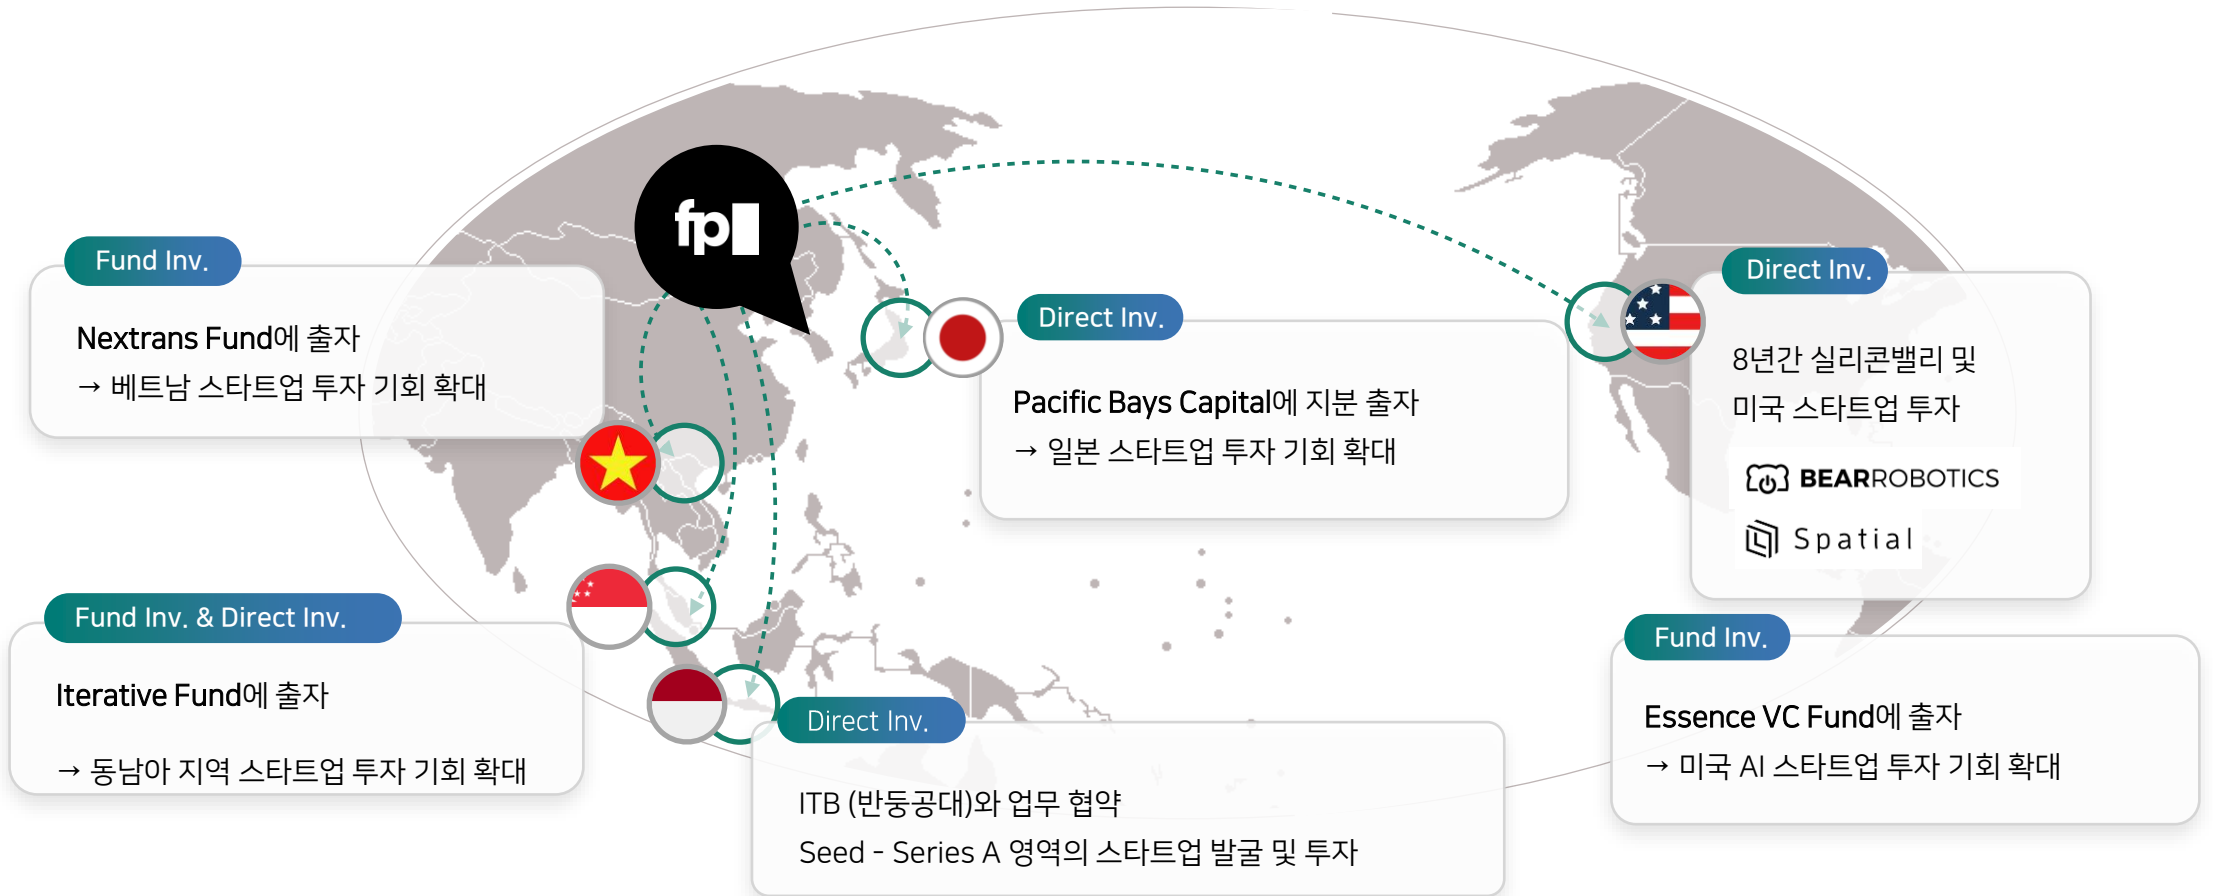 fp
Fund Inv.
Nextrans Fund에 출자
→ 베트남 스타트업 투자 기회 확대
Direct Inv.
Pacific Bays Capital에 지분 출자
→ 일본 스타트업 투자 기회 확대
Direct Inv.
8년간 실리콘밸리 및
미국 스타트업 투자
BEARROBOTICS
Spatial
Fund Inv. & Direct Inv.
Iterative Fund에 출자
→ 동남아 지역 스타트업 투자 기회 확대
Direct Inv.
ITB (반둥공대)와 업무 협약
Seed - Series A 영역의 스타트업 발굴 및 투자
Fund Inv.
Essence VC Fund에 출자
→ 미국 AI 스타트업 투자 기회 확대